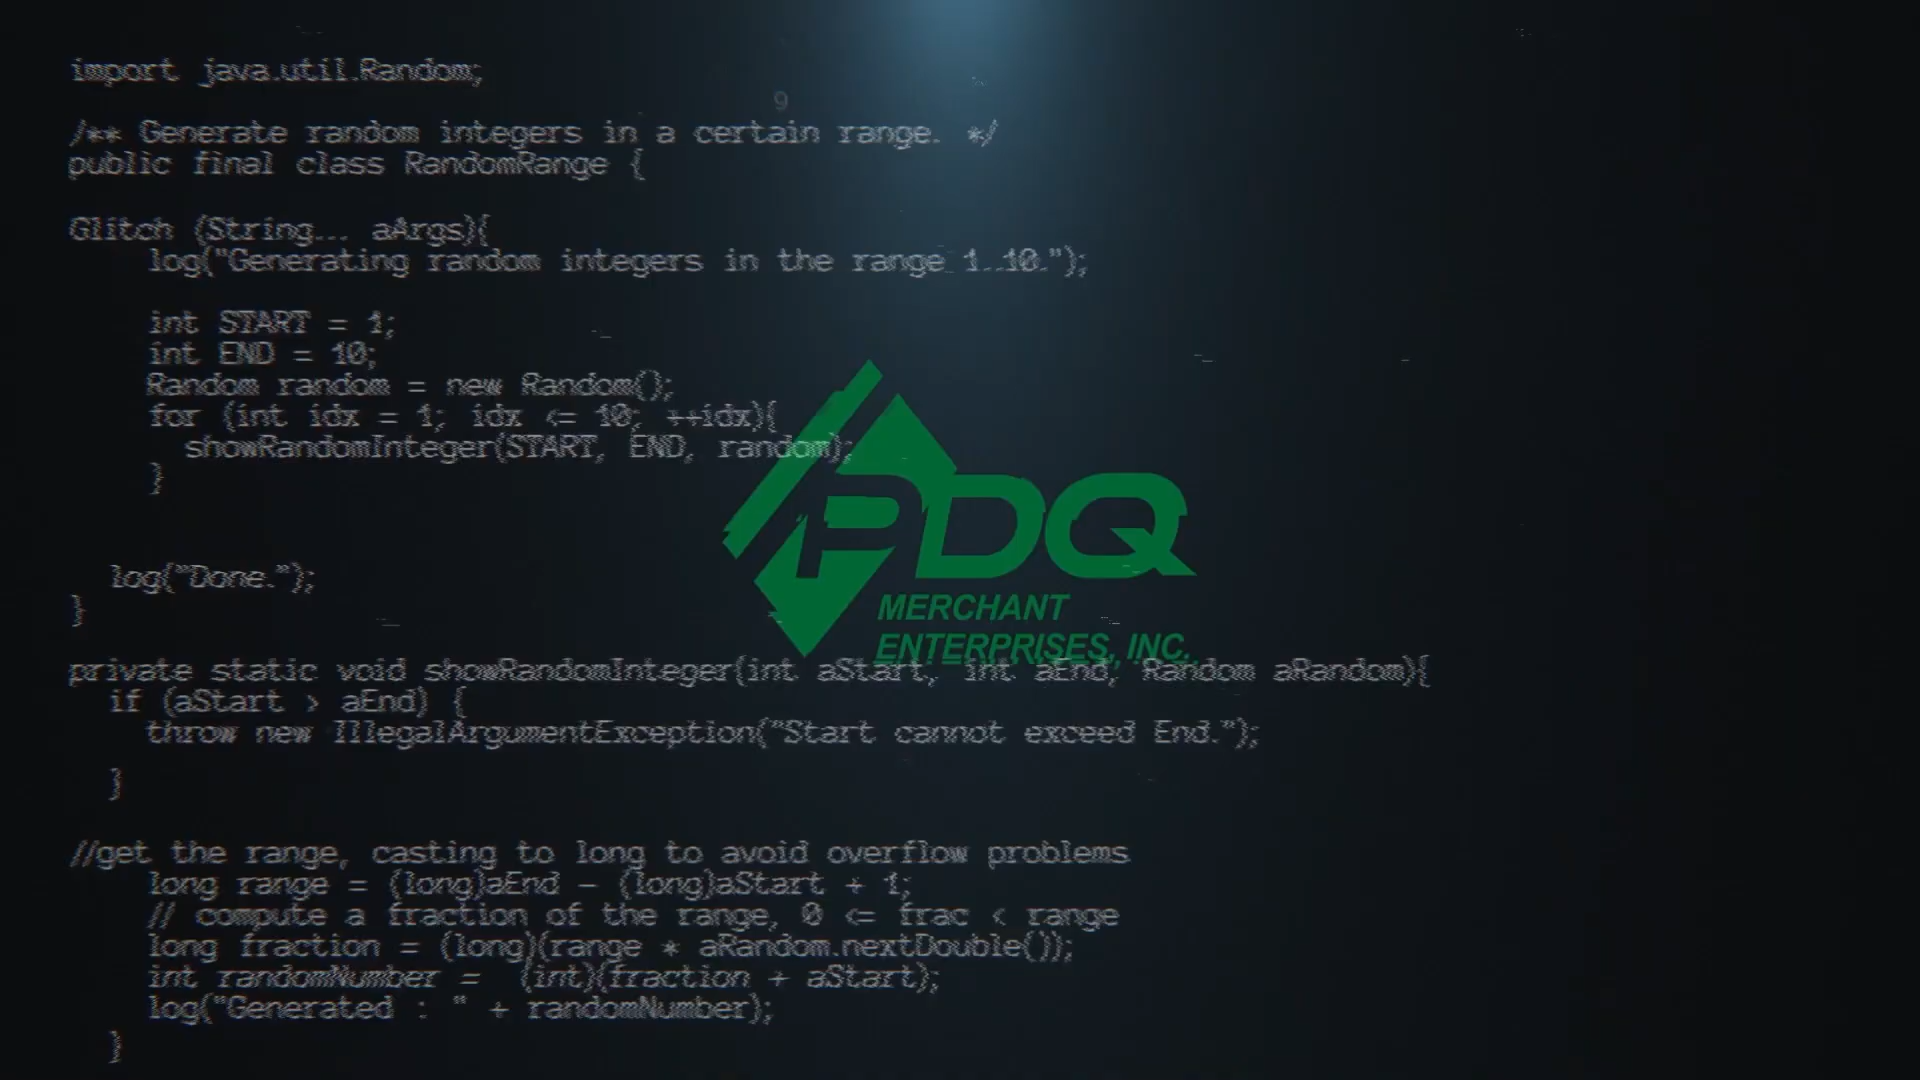 import java.util.Random;
9
/** Generate random integers in a certain range. */
public final class RandomRange {
Glitch (String... aArgs){
log("Generating random integers in the range 1..10.");
int START = 1;
int END = 10;
Random random = new Random();
for (int idx = 1; idx <= 10; ++idx){
showRandomInteger(START, END, random);
}
PDQ
MERCHANT
ENTERPRISES, INC.
log("Done.");
}
private static void showRandomInteger(int aStart, int aEnd, Random aRandom){
if (aStart > aEnd) {
throw new IllegalArgumentException("Start cannot exceed End.");
}
//get the range, casting to long to avoid overflow problems
long range = (long)aEnd - (long)aStart + 1;
// compute a fraction of the range, 0 <= frac < range
long fraction = (long)(range * aRandom.nextDouble());
int randomNumber = (int)(fraction + aStart);
log("Generated : " + randomNumber);
}